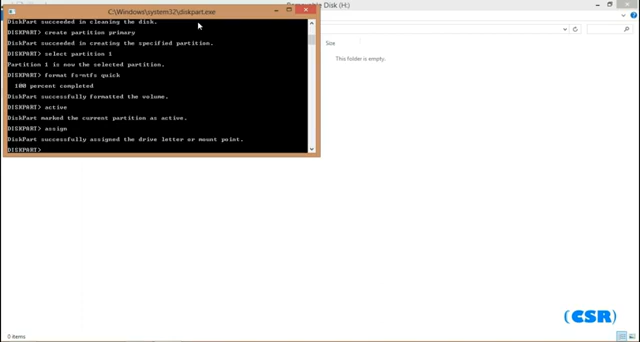 C:\Windows\system32\diskpart.exe
DiskPart succeeded in cleaning the disk.
DISKPART> create partition primary
DiskPart succeeded in creating the specified partition.
DISKPART> select partition 1
Partition 1 is now the selected partition.
DISKPART> format fs=ntfs quick
100 percent completed
DiskPart successfully formatted the volume.
DISKPART> active
DiskPart marked the current partition as active.
DISKPART> assign
DiskPart successfully assigned the drive letter or mount point.
DISKPART>
Disk (H:)
Size
This folder is empty.
(CSR)
0 items